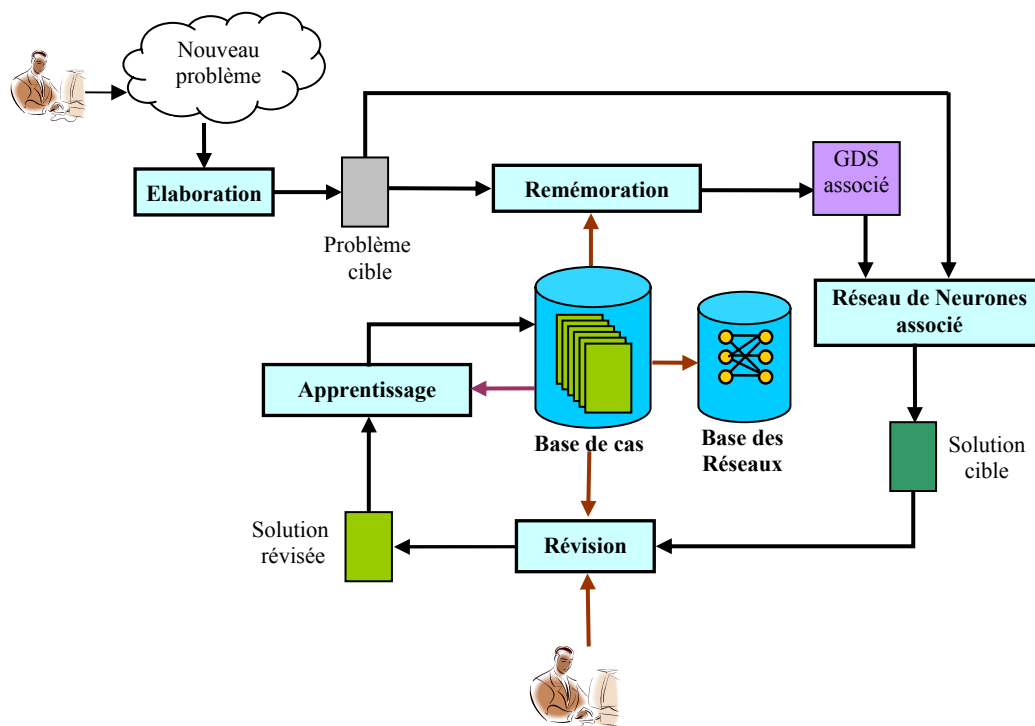 Nouveau
problème
Elaboration
Problème
cible
Remémoration
GDS
associé
Réseau de Neurones
associé
Apprentissage
Base de cas
Base des
Réseaux
Solution
cible
Solution
révisée
Révision